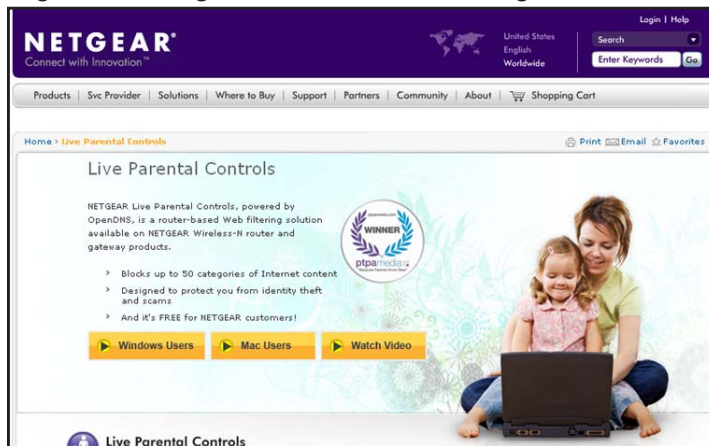 NETGEAR®
Connect with Innovation™
United States
English
Worldwide
Login | Help
Search
Enter Keywords Go
Products | Svc Provider | Solutions | Where to Buy | Support | Partners | Community | About | Shopping Cart
Home › Live Parental Controls
Print Email Favorites
Live Parental Controls
NETGEAR Live Parental Controls, powered by
OpenDNS, is a router-based Web filtering solution
available on NETGEAR Wireless-N router and
gateway products.
› Blocks up to 50 categories of Internet content
› Designed to protect you from identity theft
and scams
› And it's FREE for NETGEAR customers!
WINNER
ptpamedia
Windows Users
Mac Users
Watch Video
Live Parental Controls